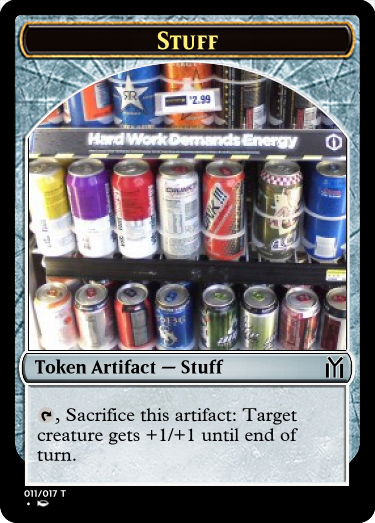 STUFF
$2.99
Hard Work Demands Energy
Token Artifact — Stuff
, Sacrifice this artifact: Target
creature gets +1/+1 until end of
turn.
011/017 T